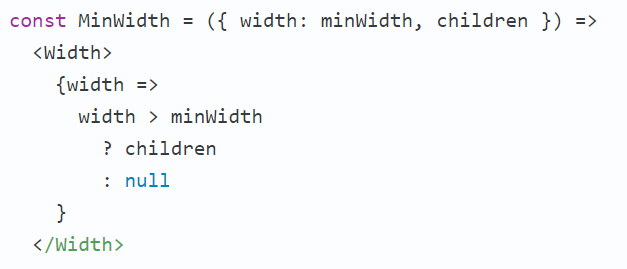 const MinWidth = ({ width: minWidth, children }) =>
  <Width>
    {width =>
      width > minWidth
        ? children
        : null
    }
  </Width>